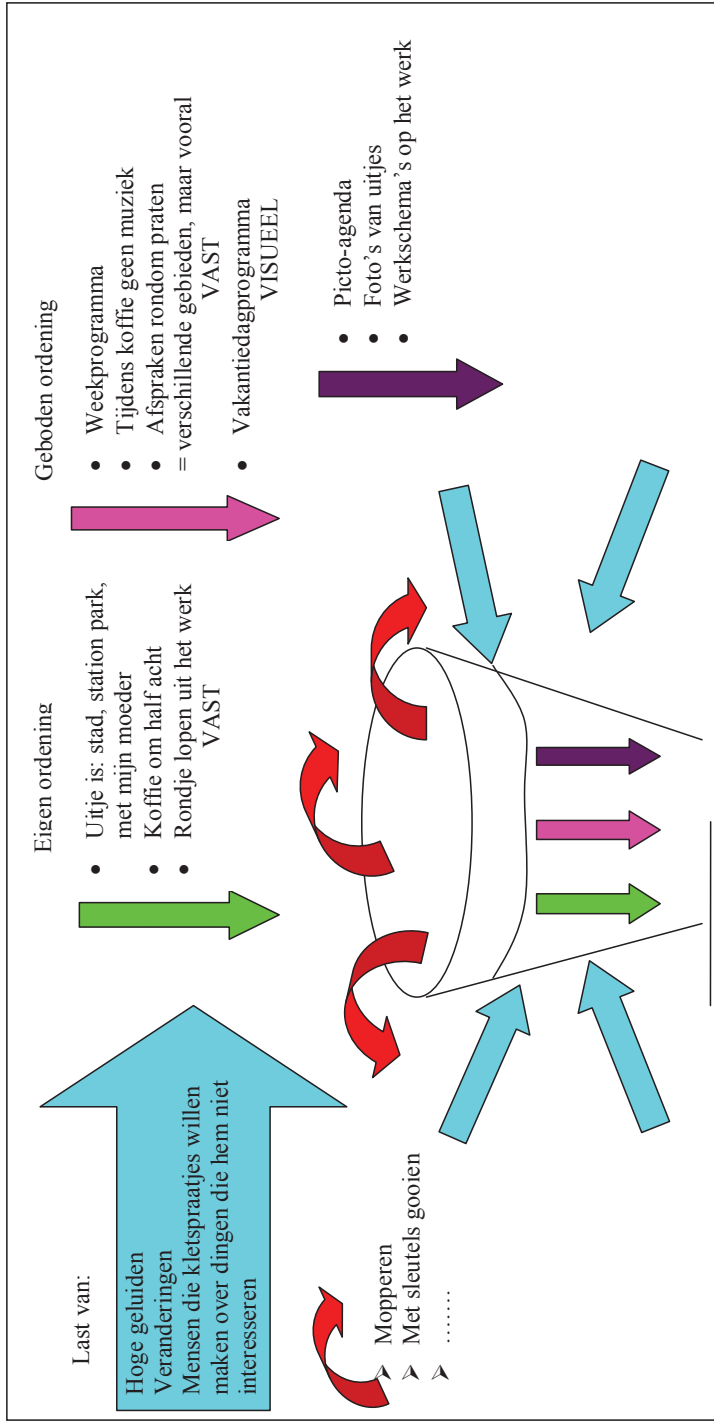 Last van:
Hoge geluiden
Veranderingen
Mensen die kletspraatjes willen
maken over dingen die hem niet
interesseren
➢ Mopperen
➢ Met sleutels gooien
➢ .......
Eigen ordening
• Uitje is: stad, station park,
met mijn moeder
• Koffie om half acht
• Rondje lopen uit het werk
VAST
Geboden ordening
• Weekprogramma
• Tijdens koffie geen muziek
• Afspraken rondom praten
= verschillende gebieden, maar vooral
VAST
• Vakantiedagprogramma
VISUEEL
• Picto-agenda
• Foto’s van uitjes
• Werkschema’s op het werk